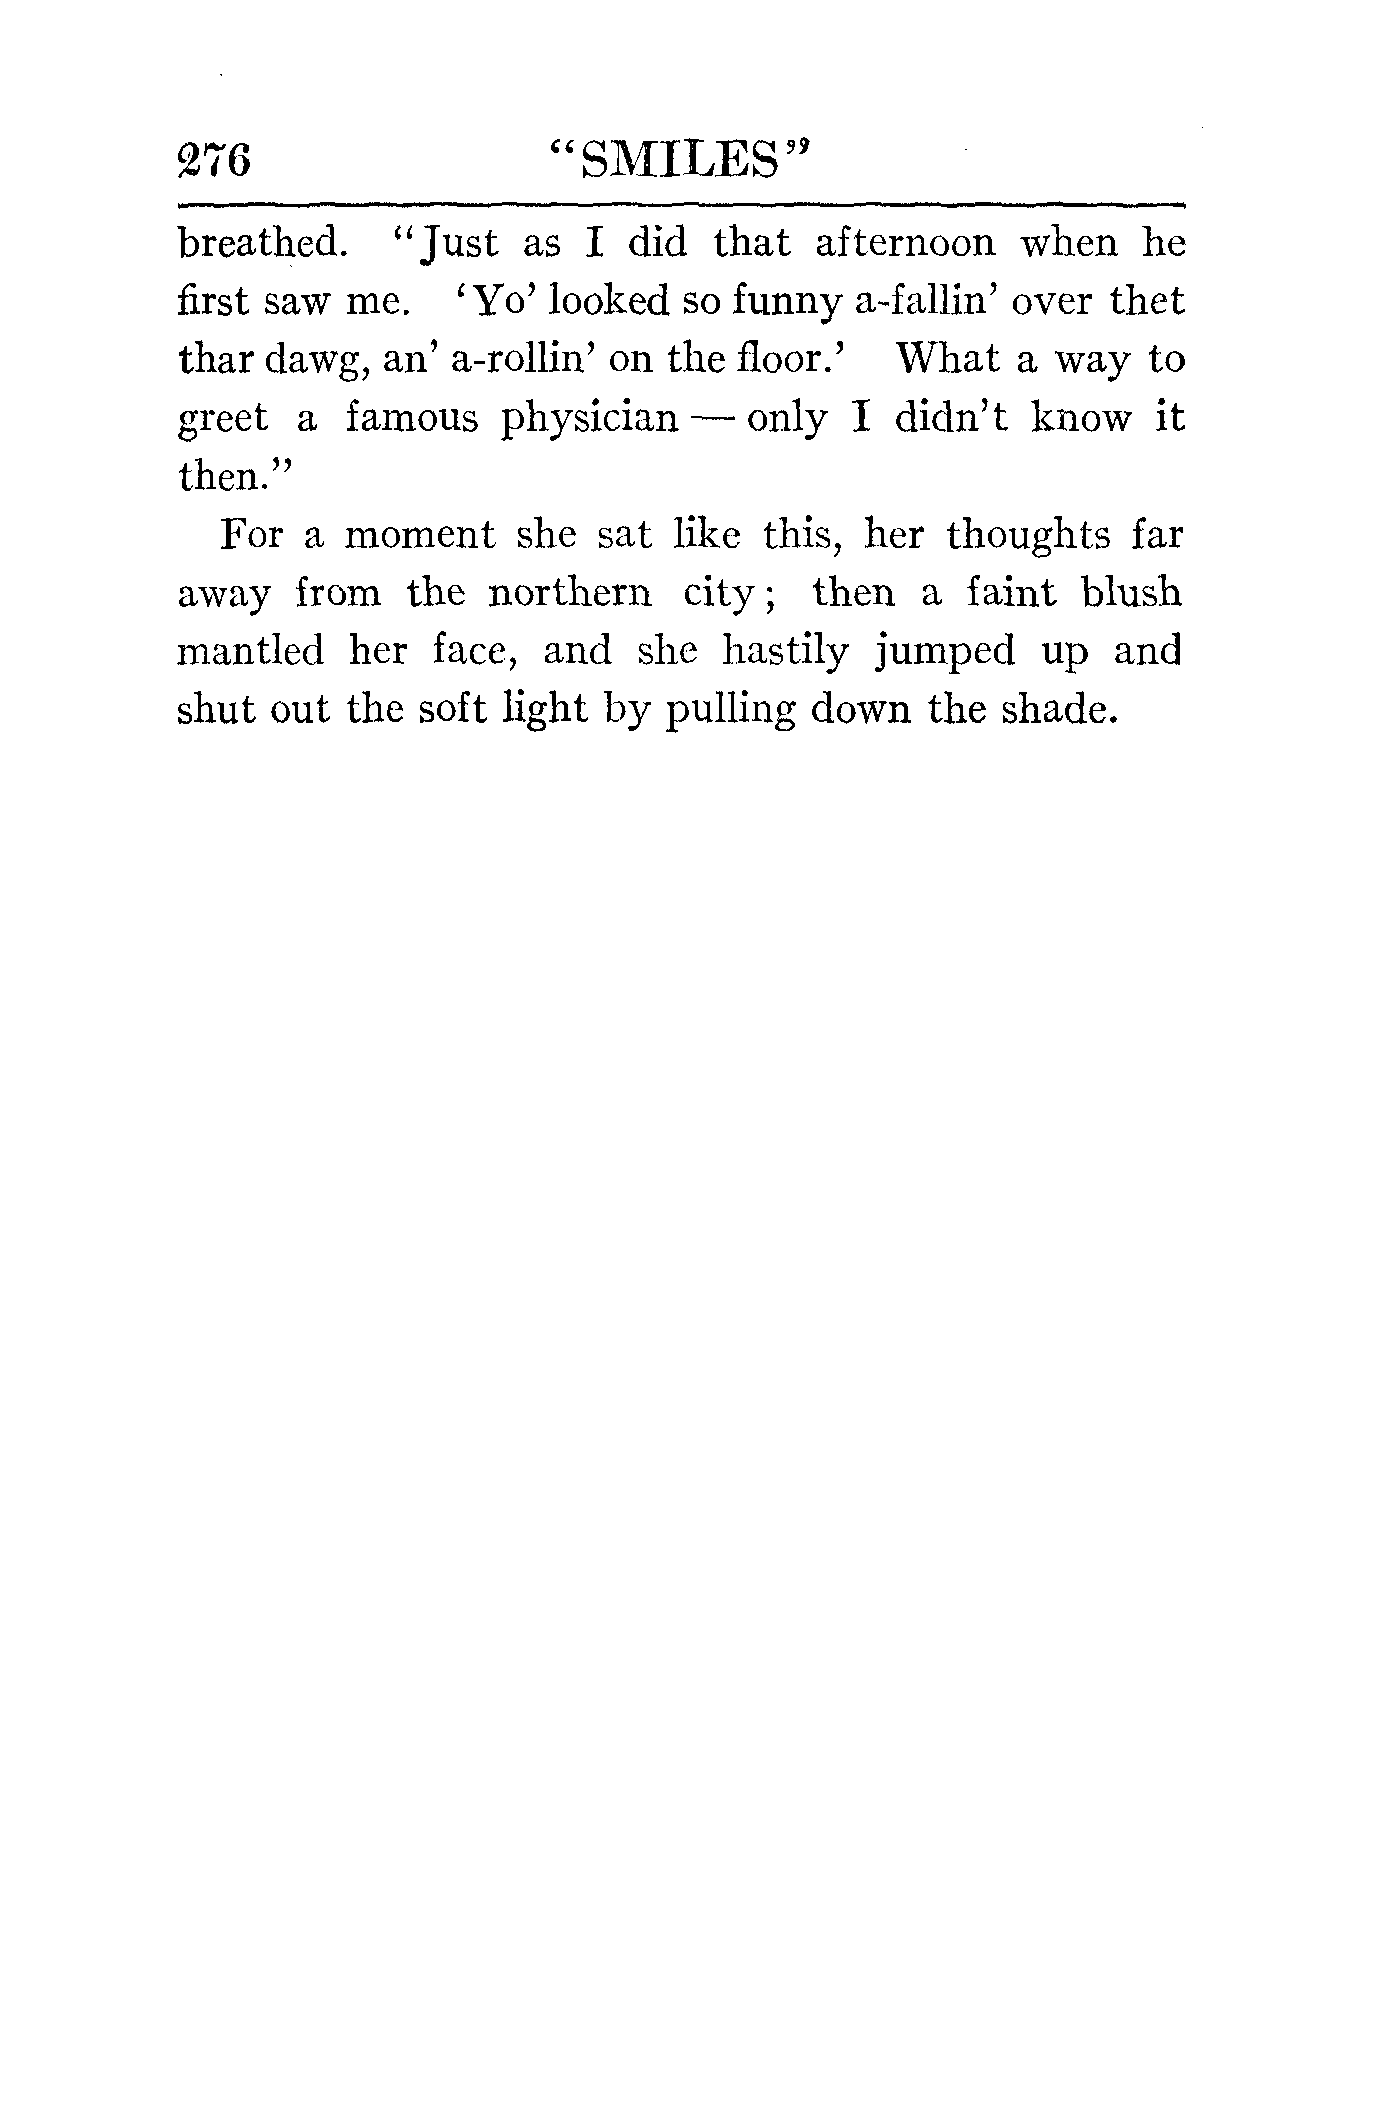 276 “SMILES”
breathed. “Just as I did that afternoon when he
first saw me. ‘Yo’ looked so funny a-fallin’ over thet
thar dawg, an’ a-rollin’ on the floor.’ What a way to
greet a famous physician — only I didn’t know it
then.”
For a moment she sat like this, her thoughts far
away from the northern city; then a faint blush
mantled her face, and she hastily jumped up and
shut out the soft light by pulling down the shade.